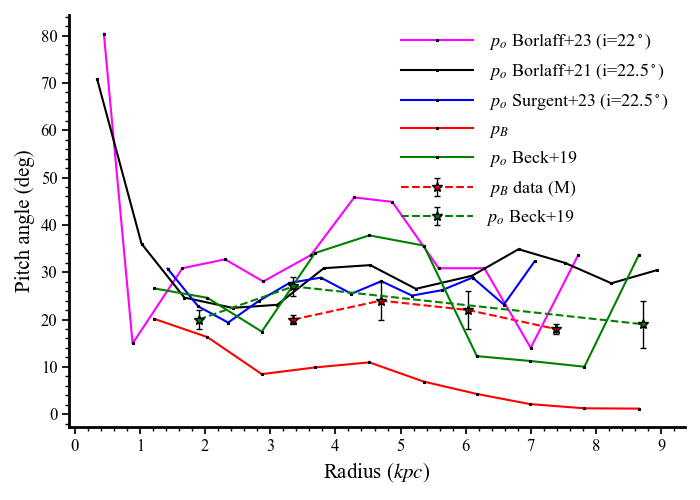 80
70
60
50
40
30
20
10
0
Pitch angle (deg)
p_o Borlaff+23 (i=22°)
p_o Borlaff+21 (i=22.5°)
p_o Surgent+23 (i=22.5°)
p_B
p_o Beck+19
p_B data (M)
p_o Beck+19
0 1 2 3 4 5 6 7 8 9
Radius (kpc)